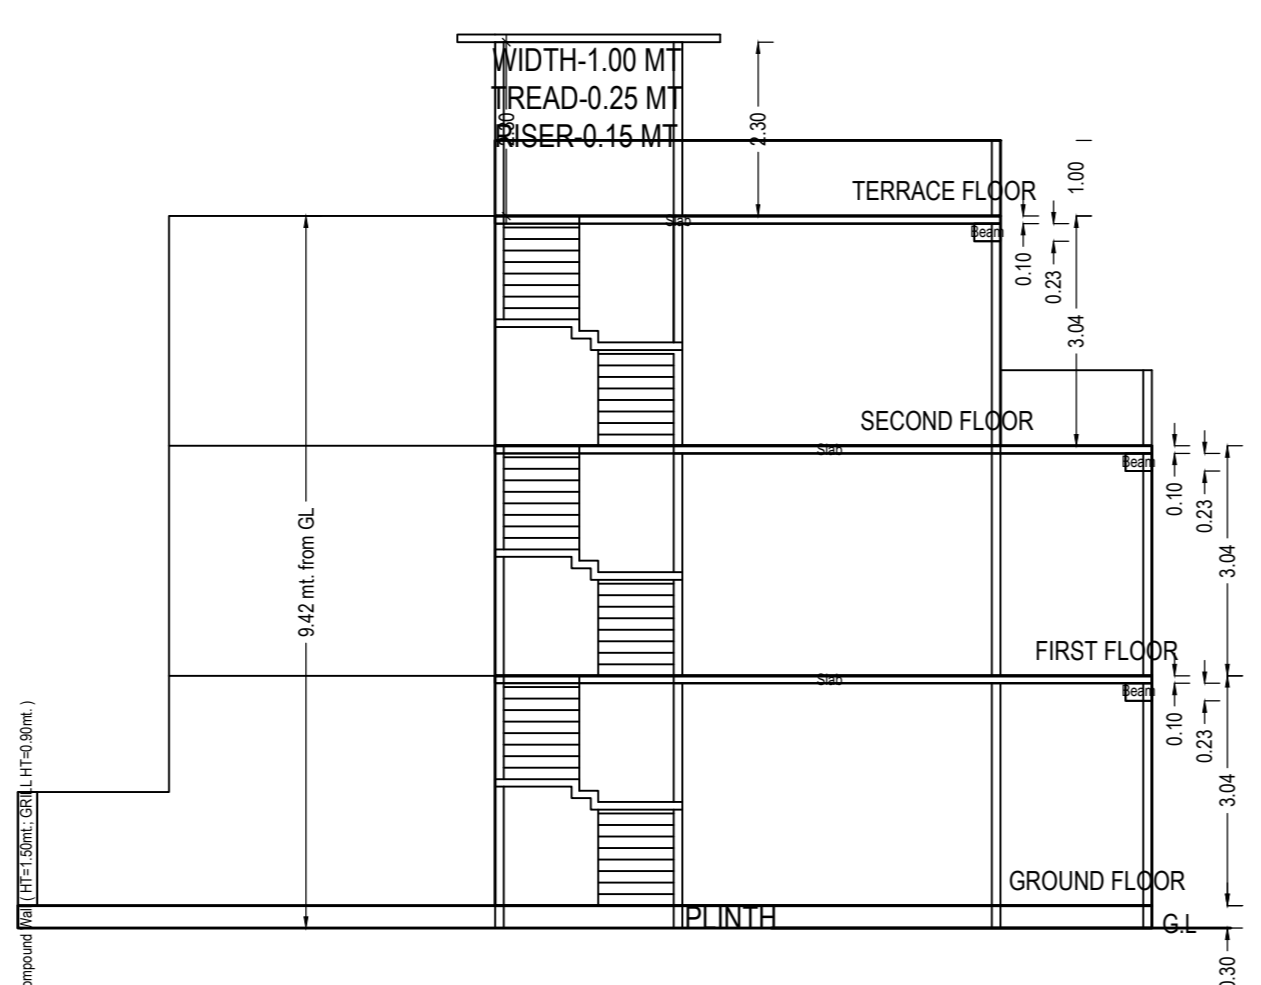 WIDTH-1.00 MT
TREAD-0.25 MT
RISER-0.15 MT
2.30
2.30
1.00
TERRACE FLOOR
Slab
Beam
0.10
0.23
3.04
SECOND FLOOR
Slab
Beam
0.10
0.23
3.04
9.42 mt. from GL
FIRST FLOOR
Slab
Beam
0.10
0.23
3.04
ompound Wall ( HT=1.50mt.; GRILL HT=0.90mt. )
GROUND FLOOR
PLINTH
G.L
0.30